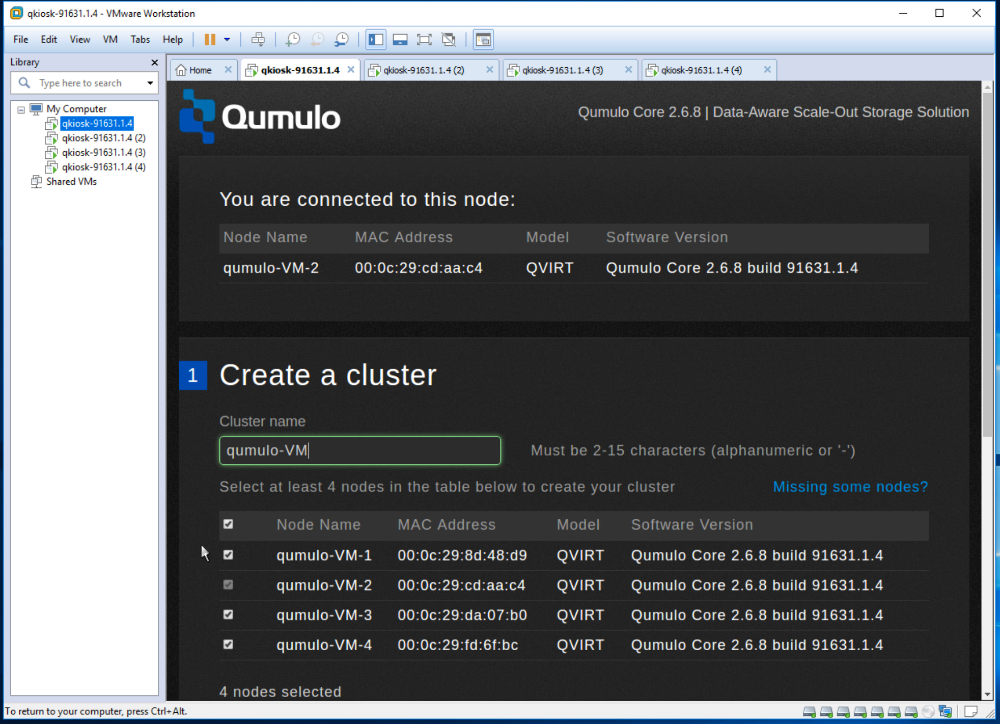 qkiosk-91631.1.4 - VMware Workstation
File Edit View VM Tabs Help
Library
Type here to search
My Computer
qkiosk-91631.1.4
qkiosk-91631.1.4 (2)
qkiosk-91631.1.4 (3)
qkiosk-91631.1.4 (4)
Shared VMs
Home qkiosk-91631.1.4 qkiosk-91631.1.4 (2) qkiosk-91631.1.4 (3) qkiosk-91631.1.4 (4)
Qumulo
Qumulo Core 2.6.8 | Data-Aware Scale-Out Storage Solution
You are connected to this node:
Node Name MAC Address Model Software Version
qumulo-VM-2 00:0c:29:cd:aa:c4 QVIRT Qumulo Core 2.6.8 build 91631.1.4
1 Create a cluster
Cluster name
qumulo-VM Must be 2-15 characters (alphanumeric or '-')
Select at least 4 nodes in the table below to create your cluster Missing some nodes?
Node Name MAC Address Model Software Version
qumulo-VM-1 00:0c:29:8d:48:d9 QVIRT Qumulo Core 2.6.8 build 91631.1.4
qumulo-VM-2 00:0c:29:cd:aa:c4 QVIRT Qumulo Core 2.6.8 build 91631.1.4
qumulo-VM-3 00:0c:29:da:07:b0 QVIRT Qumulo Core 2.6.8 build 91631.1.4
qumulo-VM-4 00:0c:29:fd:6f:bc QVIRT Qumulo Core 2.6.8 build 91631.1.4
4 nodes selected
To return to your computer, press Ctrl+Alt.